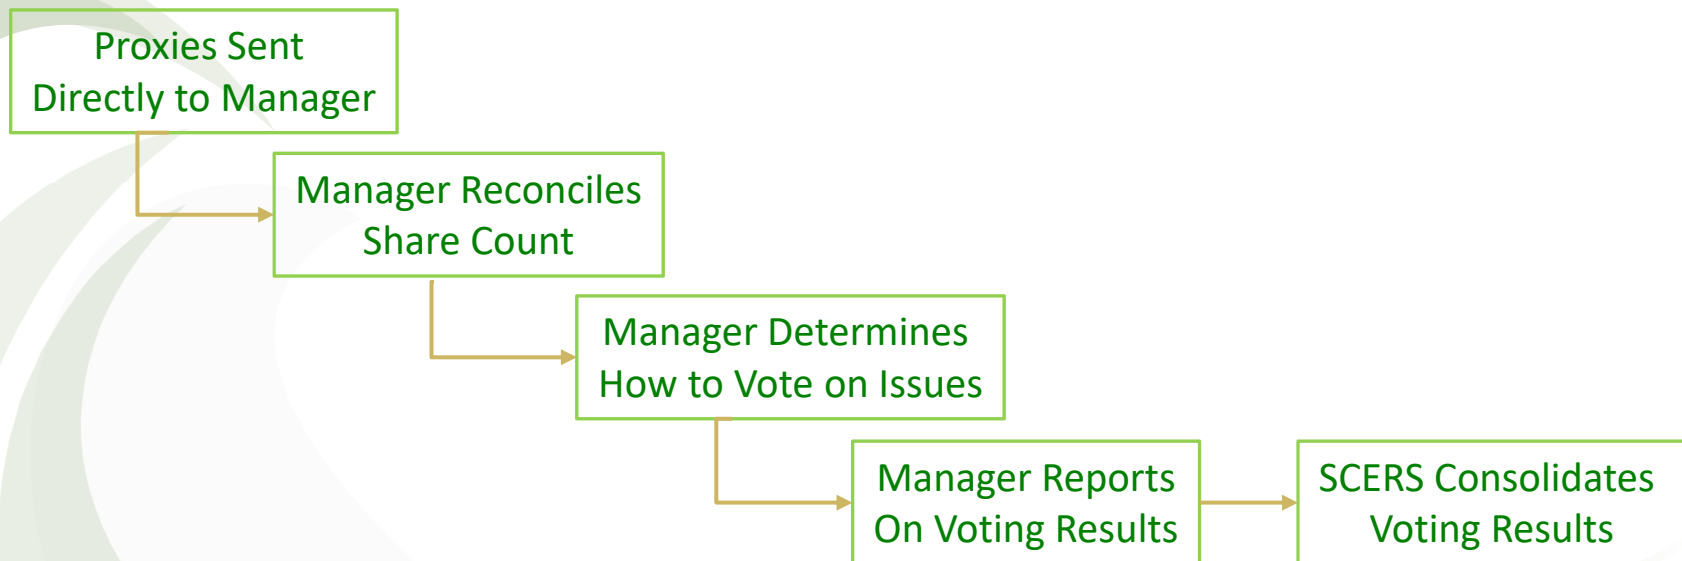 Proxies Sent
Directly to Manager
Manager Reconciles
Share Count
Manager Determines
How to Vote on Issues
Manager Reports
On Voting Results
SCERS Consolidates
Voting Results